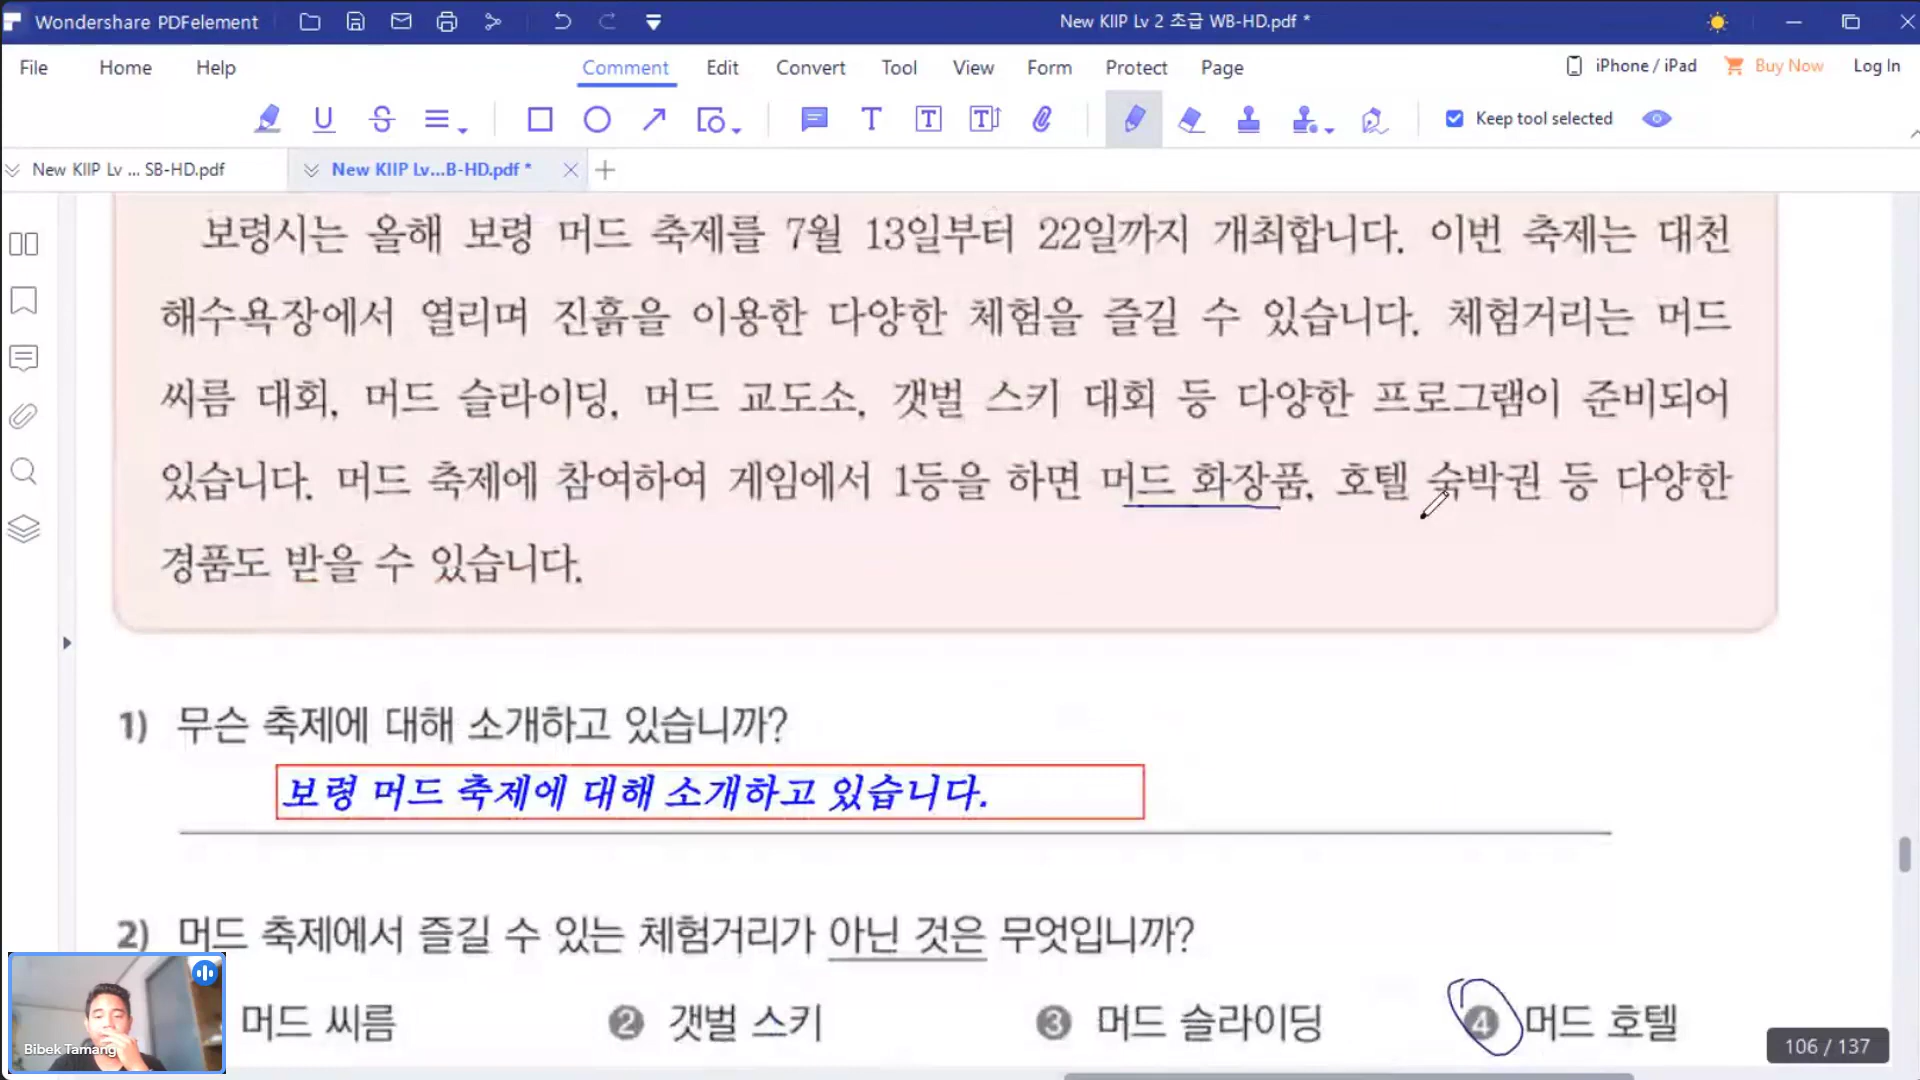 Wondershare PDFelement
New KIIP Lv 2 초급 WB-HD.pdf *
File Home Help Comment Edit Convert Tool View Form Protect Page iPhone / iPad Buy Now Log In
Keep tool selected
New KIIP Lv ... SB-HD.pdf New KIIP Lv...B-HD.pdf *
보령시는 올해 보령 머드 축제를 7월 13일부터 22일까지 개최합니다. 이번 축제는 대천
해수욕장에서 열리며 진흙을 이용한 다양한 체험을 즐길 수 있습니다. 체험거리는 머드
씨름 대회, 머드 슬라이딩, 머드 교도소, 갯벌 스키 대회 등 다양한 프로그램이 준비되어
있습니다. 머드 축제에 참여하여 게임에서 1등을 하면 머드 화장품, 호텔 숙박권 등 다양한
경품도 받을 수 있습니다.
1) 무슨 축제에 대해 소개하고 있습니까?
보령 머드 축제에 대해 소개하고 있습니다.
2) 머드 축제에서 즐길 수 있는 체험거리가 아닌 것은 무엇입니까?
머드 씨름 ② 갯벌 스키 ③ 머드 슬라이딩 ④ 머드 호텔
Bibek Tamang
106 / 137